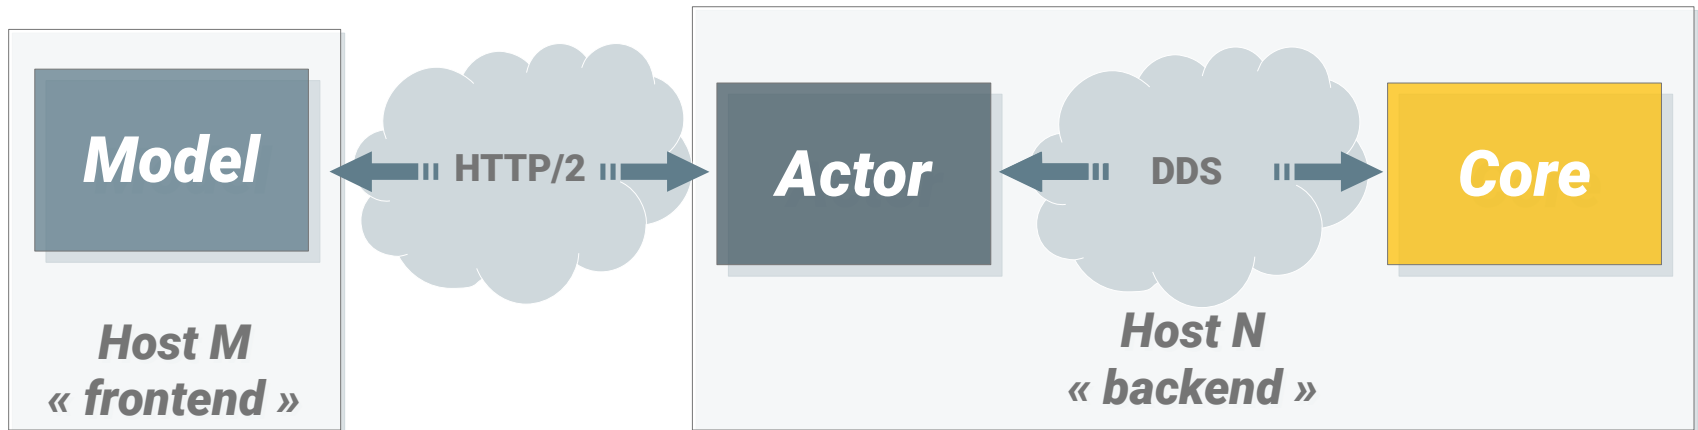 Model
HTTP/2
Actor
DDS
Core
Host M
« frontend »
Host N
« backend »